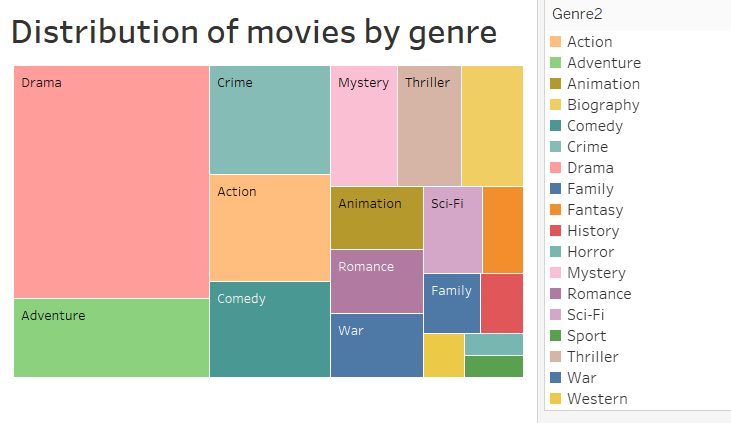 Distribution of movies by genre
Drama
Crime
Mystery
Thriller
Action
Animation
Sci-Fi
Romance
Family
Comedy
Adventure
War
Genre2
Action
Adventure
Animation
Biography
Comedy
Crime
Drama
Family
Fantasy
History
Horror
Mystery
Romance
Sci-Fi
Sport
Thriller
War
Western